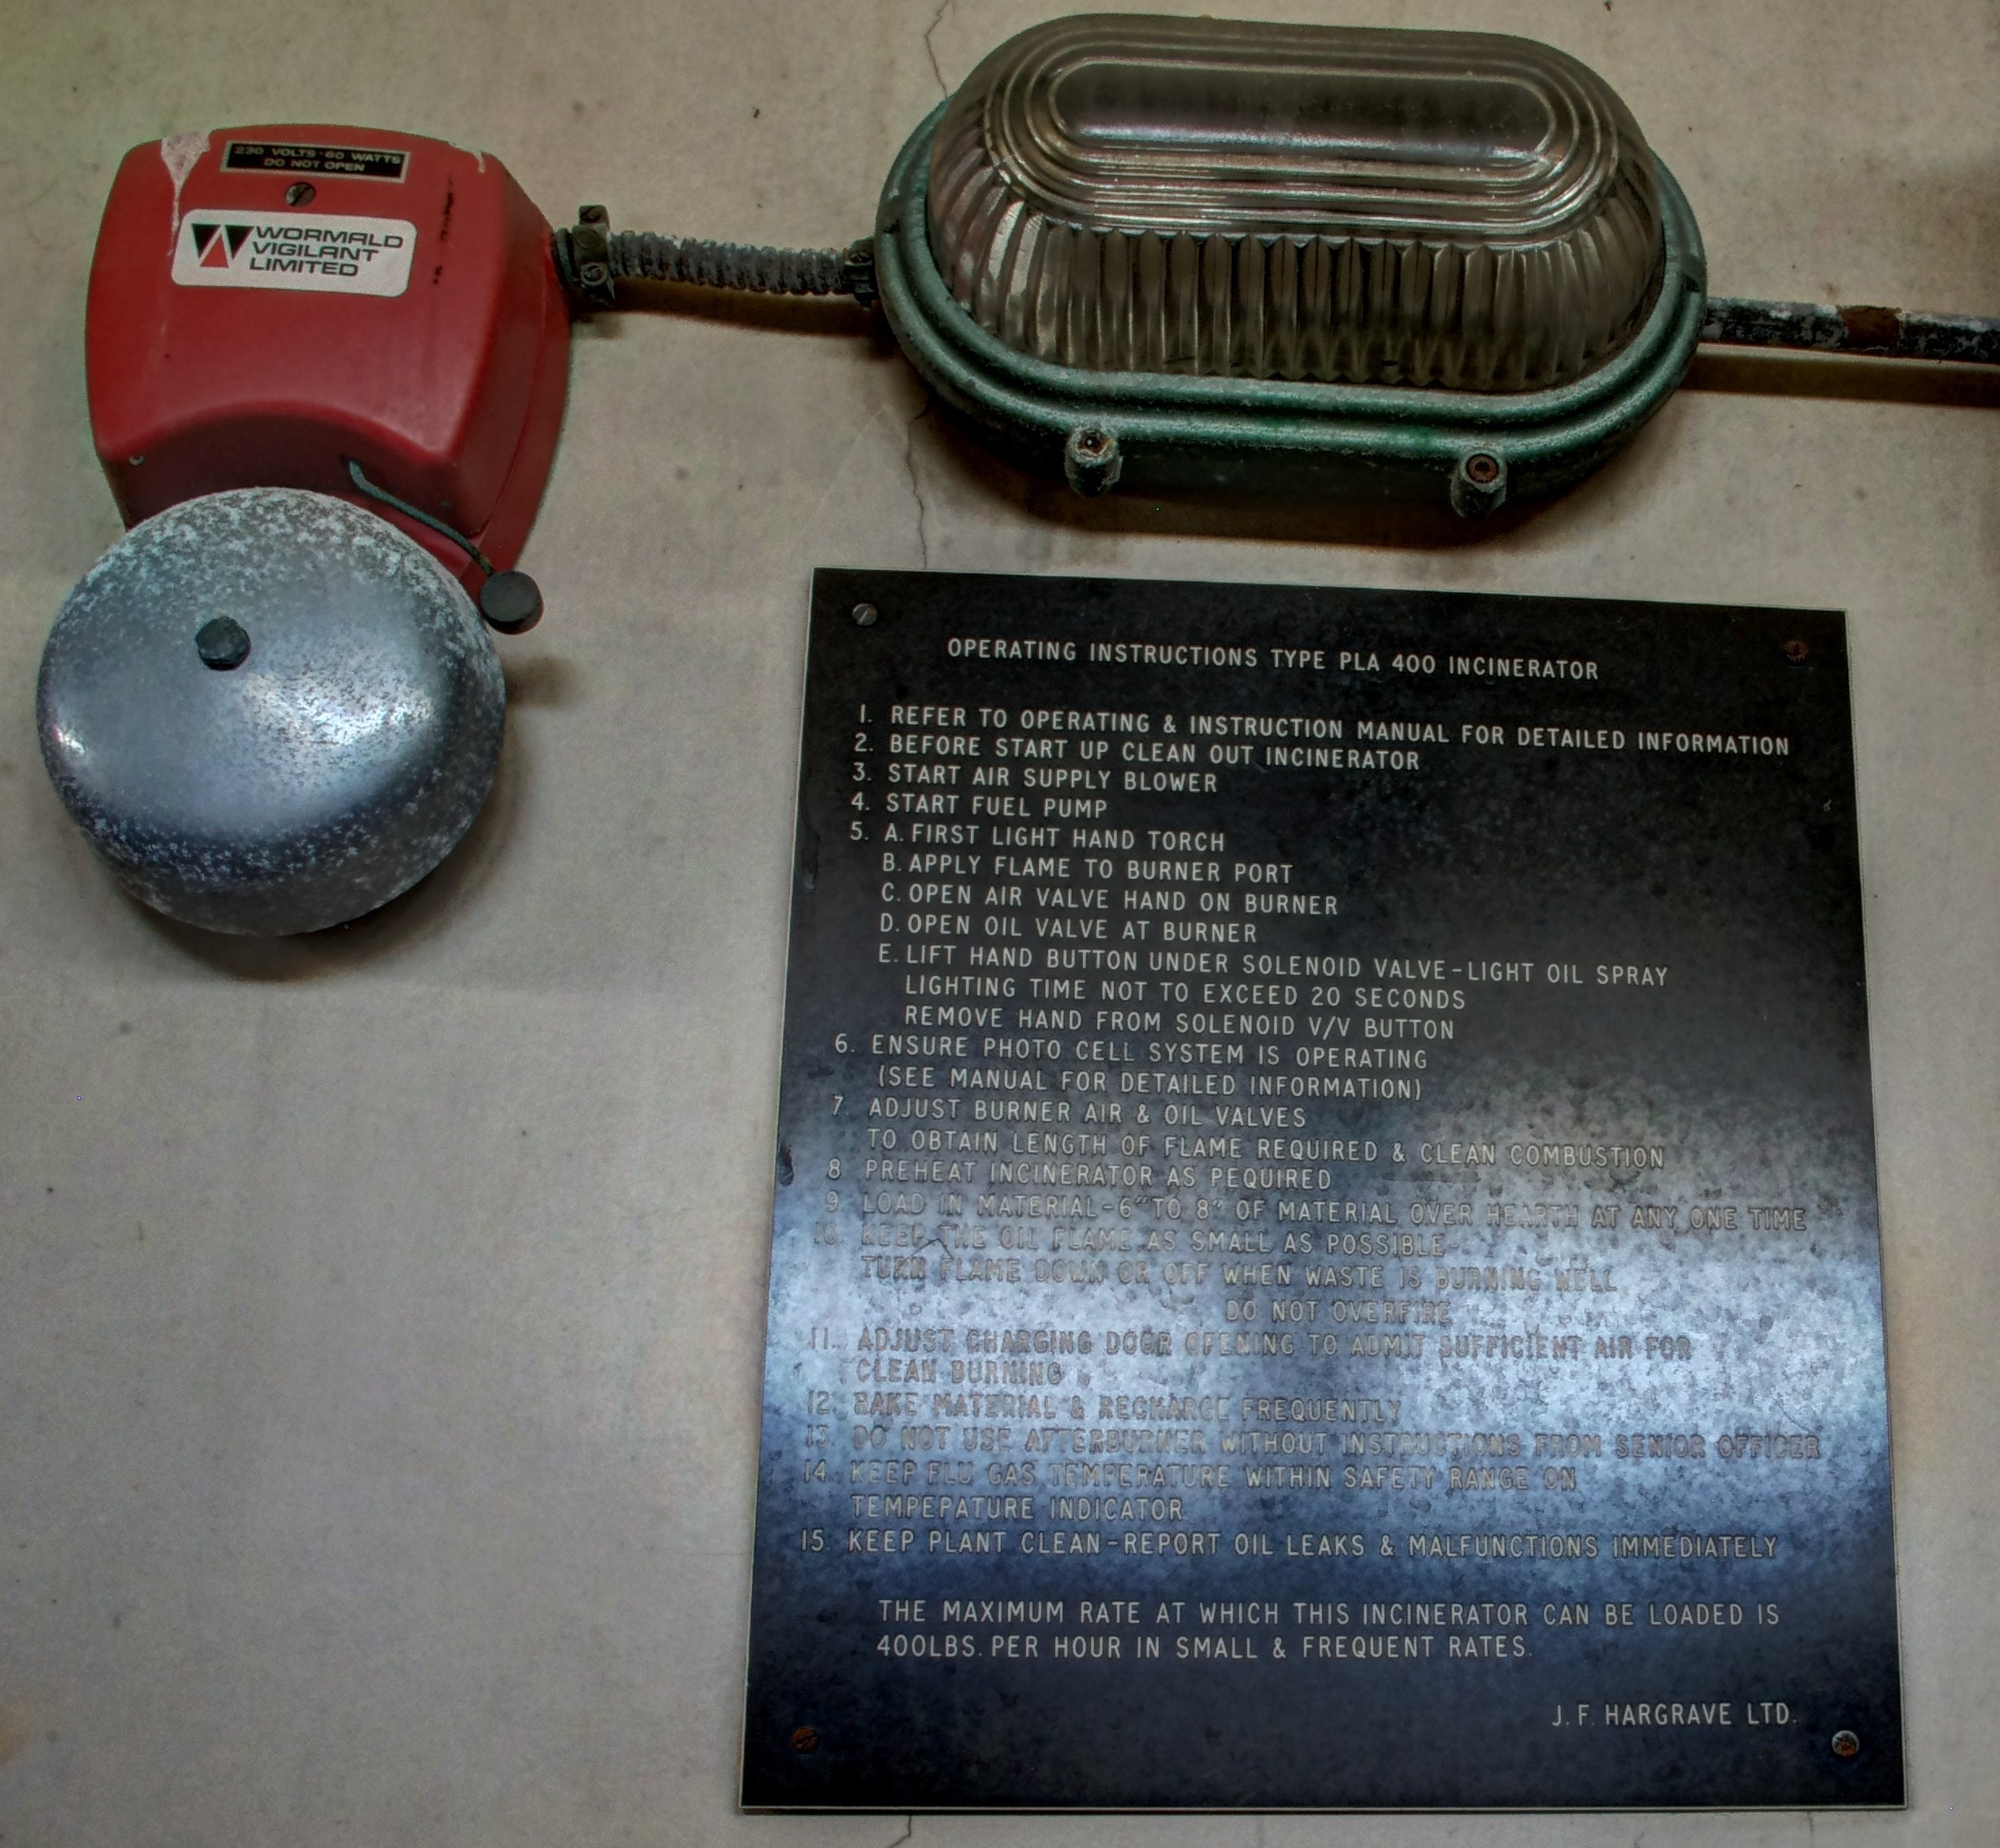 230 VOLTS · 60 WATTS
DO NOT OPEN
WORMALD
VIGILANT
LIMITED
OPERATING INSTRUCTIONS TYPE PLA 400 INCINERATOR
1. REFER TO OPERATING & INSTRUCTION MANUAL FOR DETAILED INFORMATION
2. BEFORE START UP CLEAN OUT INCINERATOR
3. START AIR SUPPLY BLOWER
4. START FUEL PUMP
5. A. FIRST LIGHT HAND TORCH
B. APPLY FLAME TO BURNER PORT
C. OPEN AIR VALVE HAND ON BURNER
D. OPEN OIL VALVE AT BURNER
E. LIFT HAND BUTTON UNDER SOLENOID VALVE-LIGHT OIL SPRAY
LIGHTING TIME NOT TO EXCEED 20 SECONDS
REMOVE HAND FROM SOLENOID V/V BUTTON
6. ENSURE PHOTO CELL SYSTEM IS OPERATING
(SEE MANUAL FOR DETAILED INFORMATION)
7. ADJUST BURNER AIR & OIL VALVES
TO OBTAIN LENGTH OF FLAME REQUIRED & CLEAN COMBUSTION
8 PREHEAT INCINERATOR AS PEQUIRED
9 LOAD IN MATERIAL-6" TO 8" OF MATERIAL OVER HEARTH AT ANY ONE TIME
10. KEEP THE OIL FLAME AS SMALL AS POSSIBLE-
TURN FLAME DOWN OR OFF WHEN WASTE IS BURNING WELL
DO NOT OVERFIRE
11. ADJUST CHARGING DOOR OPENING TO ADMIT SUFFICIENT AIR FOR
CLEAN BURNING
12. RAKE MATERIAL & RECHARGE FREQUENTLY
13. DO NOT USE AFTERBURNER WITHOUT INSTRUCTIONS FROM SENIOR OFFICER
14. KEEP FLU GAS TEMPERATURE WITHIN SAFETY RANGE ON
TEMPEPATURE INDICATOR
15. KEEP PLANT CLEAN-REPORT OIL LEAKS & MALFUNCTIONS IMMEDIATELY
THE MAXIMUM RATE AT WHICH THIS INCINERATOR CAN BE LOADED IS
400LBS. PER HOUR IN SMALL & FREQUENT RATES.
J. F. HARGRAVE LTD.